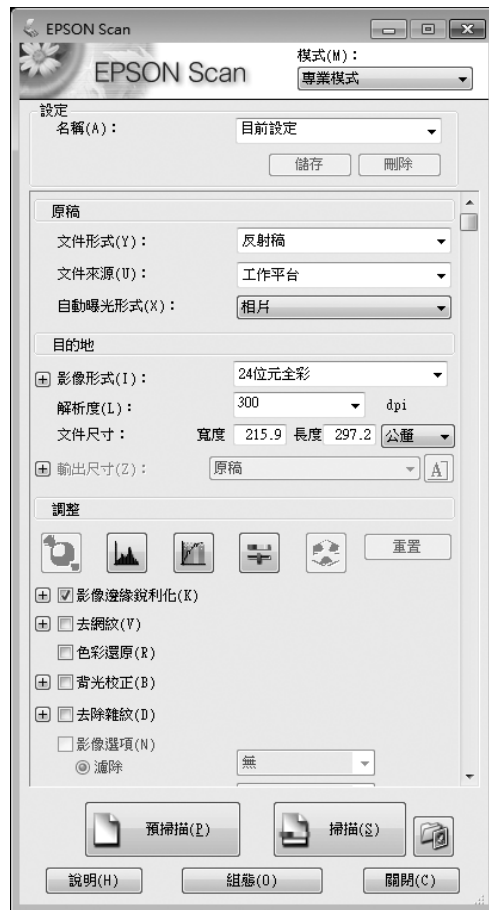 EPSON Scan
EPSON Scan
模式(M)：
專業模式
設定
名稱(A)：
目前設定
儲存
刪除
原稿
文件形式(Y)：
反射稿
文件來源(U)：
工作平台
自動曝光形式(X)：
相片
目的地
影像形式(I)：
24位元全彩
解析度(L)：
300
dpi
文件尺寸：
寬度 215.9 長度 297.2 公釐
輸出尺寸(Z)：
原稿
調整
重置
影像邊緣銳利化(K)
去網紋(V)
色彩還原(R)
背光校正(B)
去除雜紋(D)
影像選項(N)
濾除
無
預掃描(P)
掃描(S)
說明(H)
組態(O)
關閉(C)